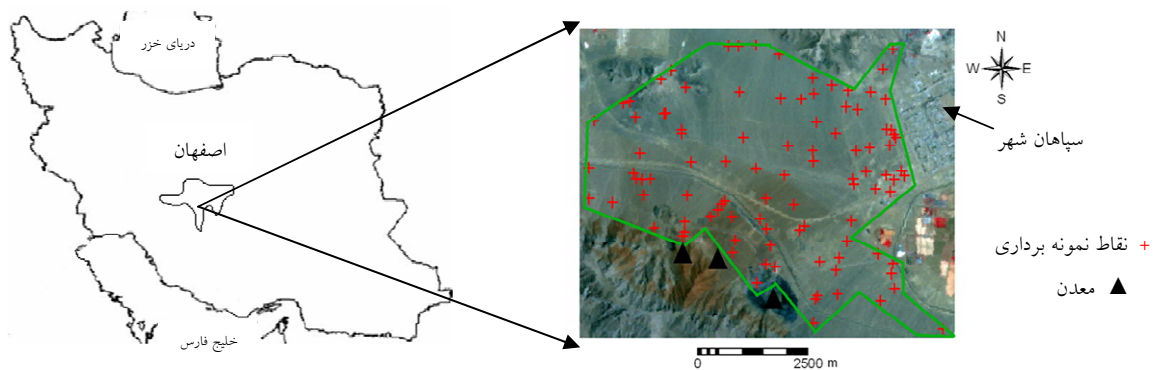 دریای خزر
اصفهان
خلیج فارس
N
W E
S
سپاهان شهر
+ نقاط نمونه برداری
▲ معدن
0 2500 m